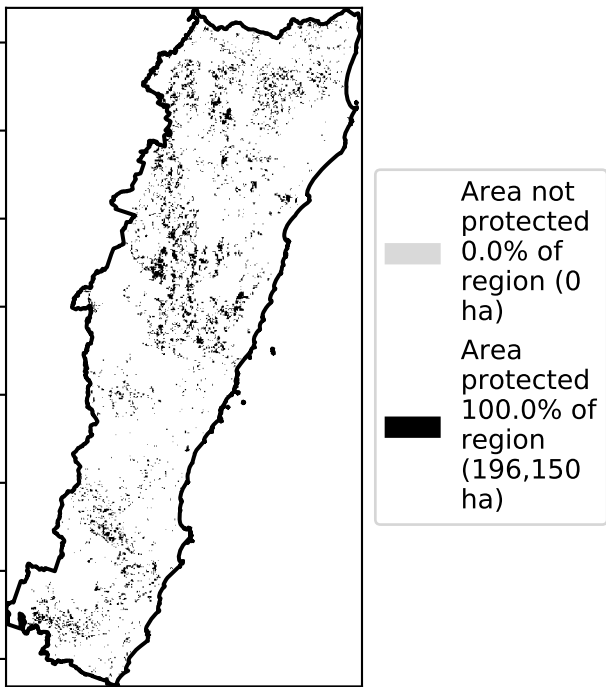 Area not
protected
0.0% of
region (0
ha)
Area
protected
100.0% of
region
(196,150
ha)